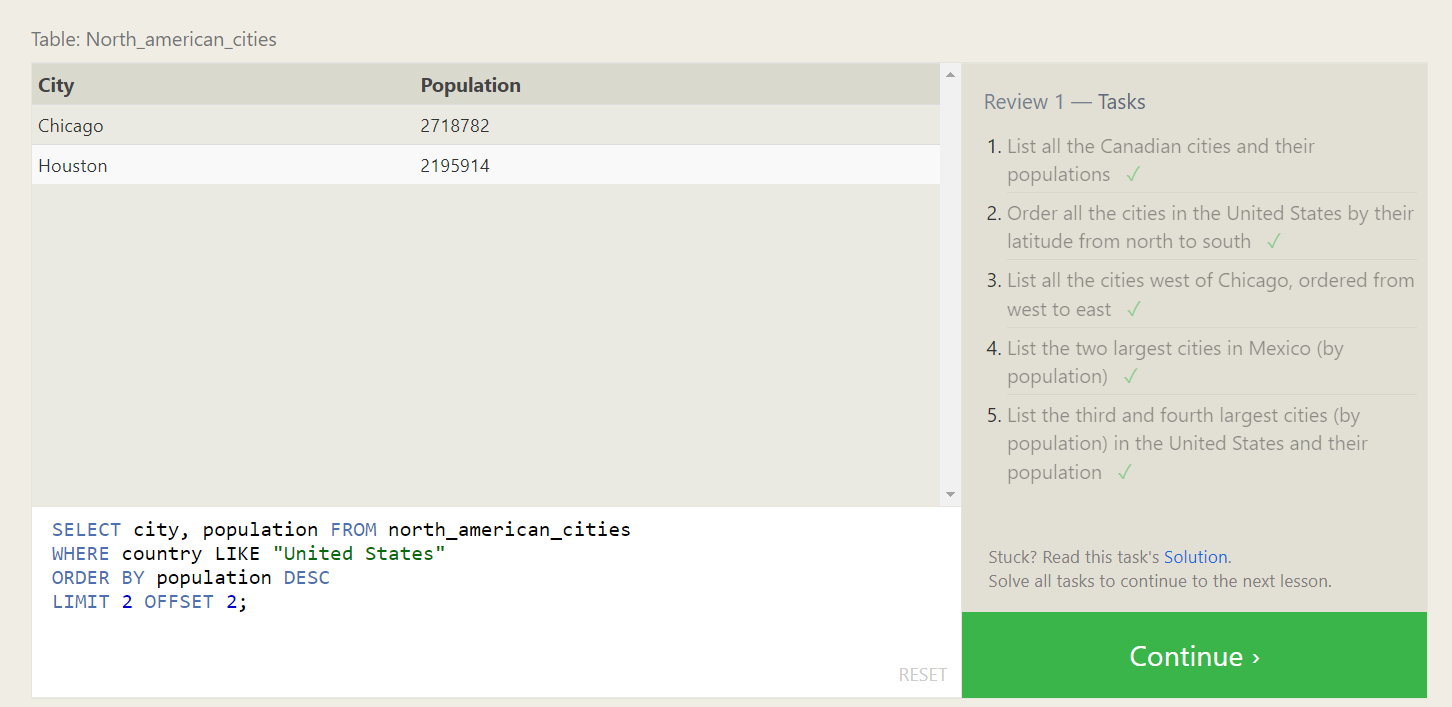 Table: North_american_cities
City Population
Chicago 2718782
Houston 2195914
SELECT city, population FROM north_american_cities
WHERE country LIKE "United States"
ORDER BY population DESC
LIMIT 2 OFFSET 2;
RESET
Review 1 — Tasks
1. List all the Canadian cities and their
populations ✓
2. Order all the cities in the United States by their
latitude from north to south ✓
3. List all the cities west of Chicago, ordered from
west to east ✓
4. List the two largest cities in Mexico (by
population) ✓
5. List the third and fourth largest cities (by
population) in the United States and their
population ✓
Stuck? Read this task's Solution.
Solve all tasks to continue to the next lesson.
Continue ›